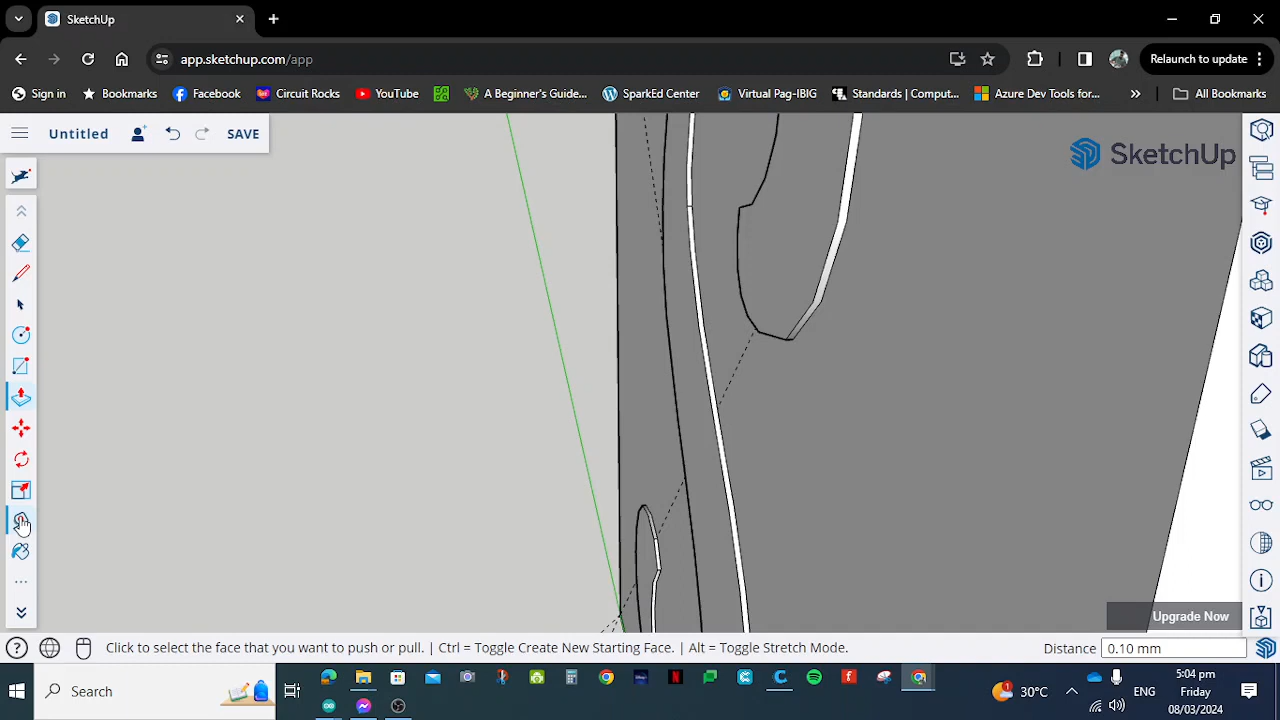 SketchUp
app.sketchup.com/app
Relaunch to update
Sign in
Bookmarks
Facebook
Circuit Rocks
YouTube
A Beginner's Guide...
SparkEd Center
Virtual Pag-IBIG
Standards | Comput...
Azure Dev Tools for...
All Bookmarks
Untitled
SAVE
SketchUp
Upgrade Now
Click to select the face that you want to push or pull. | Ctrl = Toggle Create New Starting Face. | Alt = Toggle Stretch Mode.
Distance
0.10 mm
Search
30°C
ENG
5:04 pm
Friday
08/03/2024